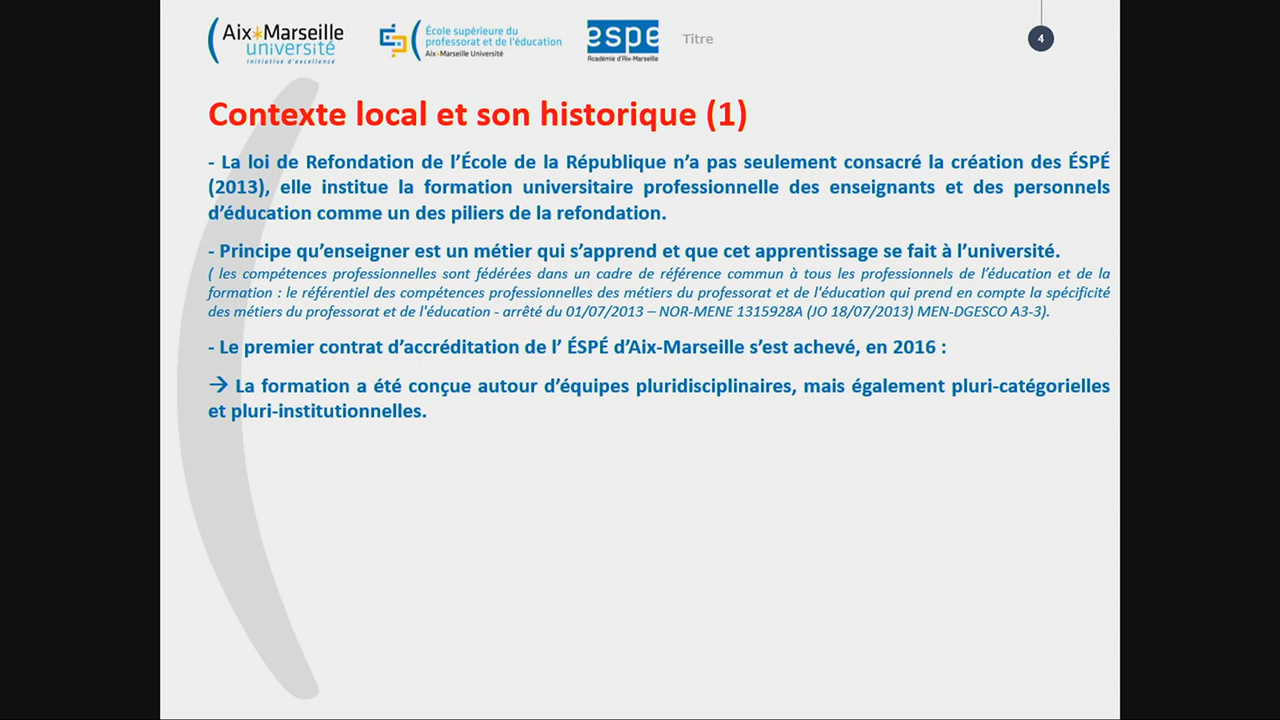 Aix*Marseille
université
Initiative d'excellence
École supérieure du
professorat et de l'éducation
Aix*Marseille Université
espe
Académie d'Aix-Marseille
Titre
4
Contexte local et son historique (1)
- La loi de Refondation de l’École de la République n’a pas seulement consacré la création des ÉSPÉ
(2013), elle institue la formation universitaire professionnelle des enseignants et des personnels
d’éducation comme un des piliers de la refondation.
- Principe qu’enseigner est un métier qui s’apprend et que cet apprentissage se fait à l’université.
( les compétences professionnelles sont fédérées dans un cadre de référence commun à tous les professionnels de l’éducation et de la
formation : le référentiel des compétences professionnelles des métiers du professorat et de l'éducation qui prend en compte la spécificité
des métiers du professorat et de l'éducation - arrêté du 01/07/2013 – NOR-MENE 1315928A (JO 18/07/2013) MEN-DGESCO A3-3).
- Le premier contrat d’accréditation de l’ ÉSPÉ d’Aix-Marseille s’est achevé, en 2016 :
→ La formation a été conçue autour d’équipes pluridisciplinaires, mais également pluri-catégorielles
et pluri-institutionnelles.